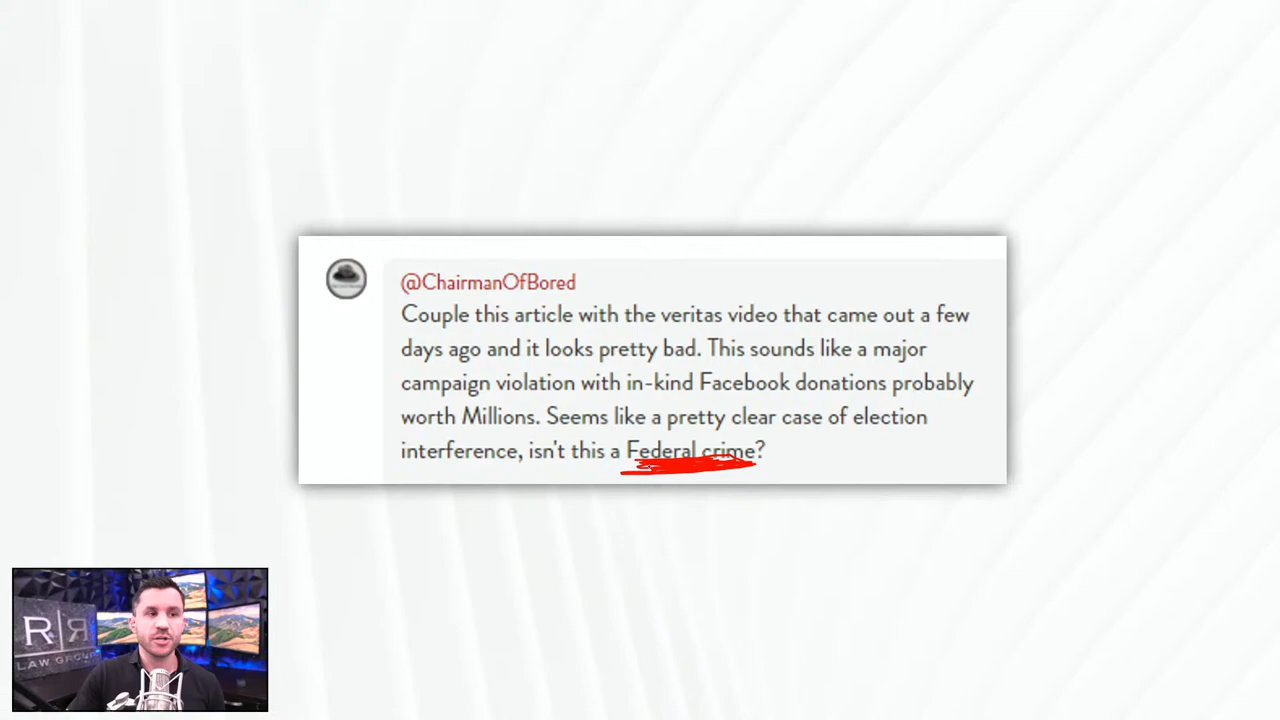 @ChairmanOfBored
Couple this article with the veritas video that came out a few
days ago and it looks pretty bad. This sounds like a major
campaign violation with in-kind Facebook donations probably
worth Millions. Seems like a pretty clear case of election
interference, isn't this a Federal crime?
R|R
LAW GROUP